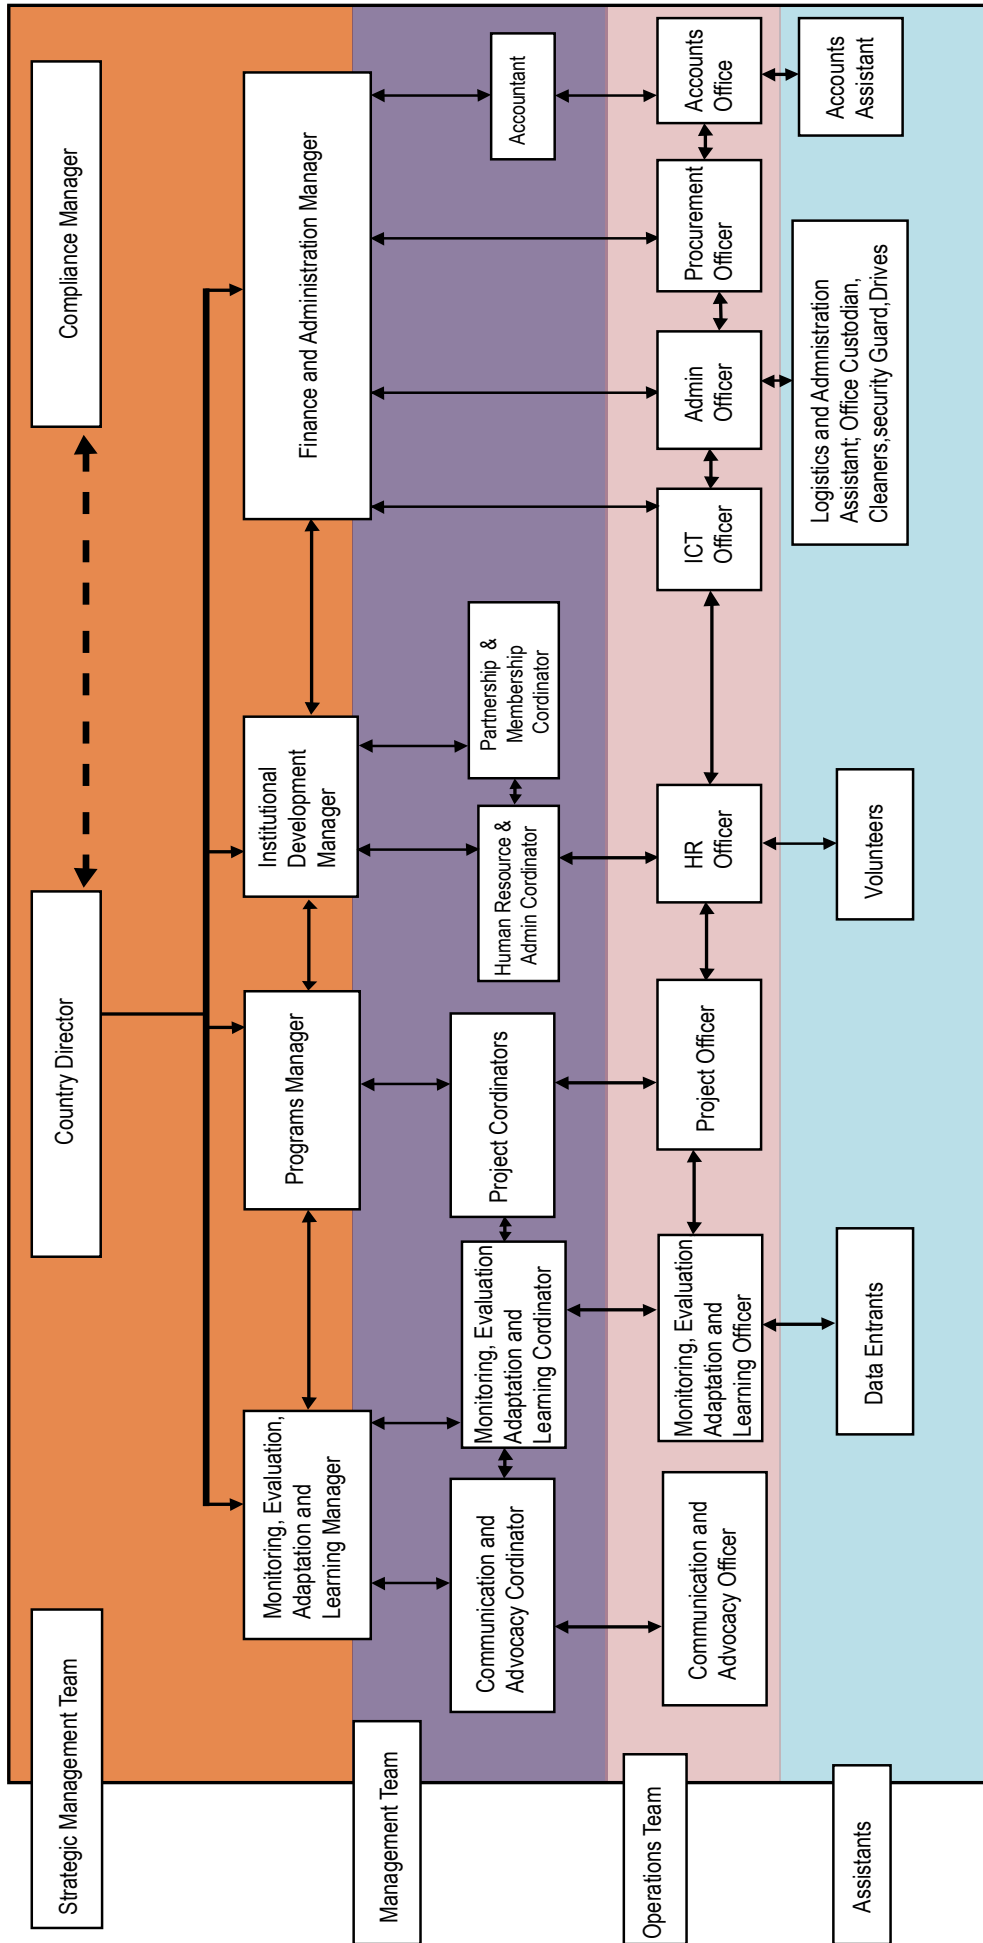 Strategic Management Team
Country Director
Compliance Manager
Monitoring, Evaluation,
Adaptation and
Learning Manager
Programs Manager
Institutional
Development
Manager
Finance and Administration Manager
Management Team
Communication and
Advocacy Cordinator
Monitoring, Evaluation
Adaptation and
Learning Cordinator
Project Cordinators
Human Resource &
Admin Cordinator
Partnership &
Membership
Cordinator
Accountant
Operations Team
Communication and
Advocacy Officer
Monitoring, Evaluation
Adaptation and
Learning Officer
Project Officer
HR
Officer
ICT
Officer
Admin
Officer
Procurement
Officer
Accounts
Office
Assistants
Data Entrants
Volunteers
Logistics and Admnistration
Assistant; Office Custodian,
Cleaners,security Guard,Drives
Accounts
Assistant